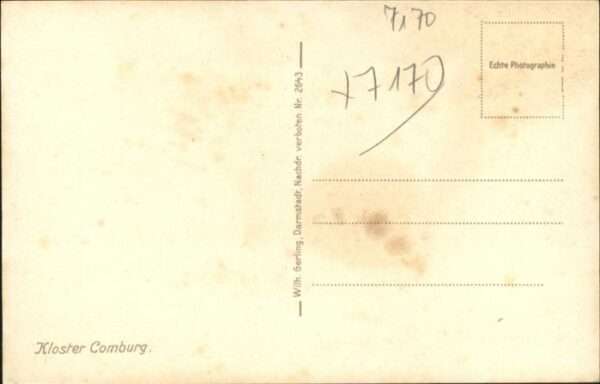 7,70
x7170
Echte Photographie
Wilh. Gerling, Darmstadt, Nachdr. verboten Nr. 2643
Kloster Comburg.